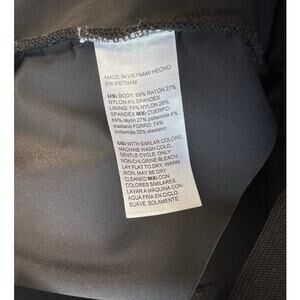 MADE IN VIETNAM/ HECHO
EN VIETNAM
US: BODY: 69% RAYON 27%
NYLON 4% SPANDEX
LINING: 74% NYLON 26%
SPANDEX MX: CUERPO:
69% rayón 27% poliamida 4%
elastano FORRO: 74%
poliamida 26% elastano
US: WITH SIMILAR COLORS.
MACHINE WASH COLD,
GENTLE CYCLE. ONLY
NON-CHLORINE BLEACH.
LAY FLAT TO DRY. WARM
IRON. MAY BE DRY
CLEANED MX: CON
COLORES SIMILARES.
LAVAR A MÁQUINA CON
AGUA FRÍA EN CICLO
SUAVE. SOLAMENTE